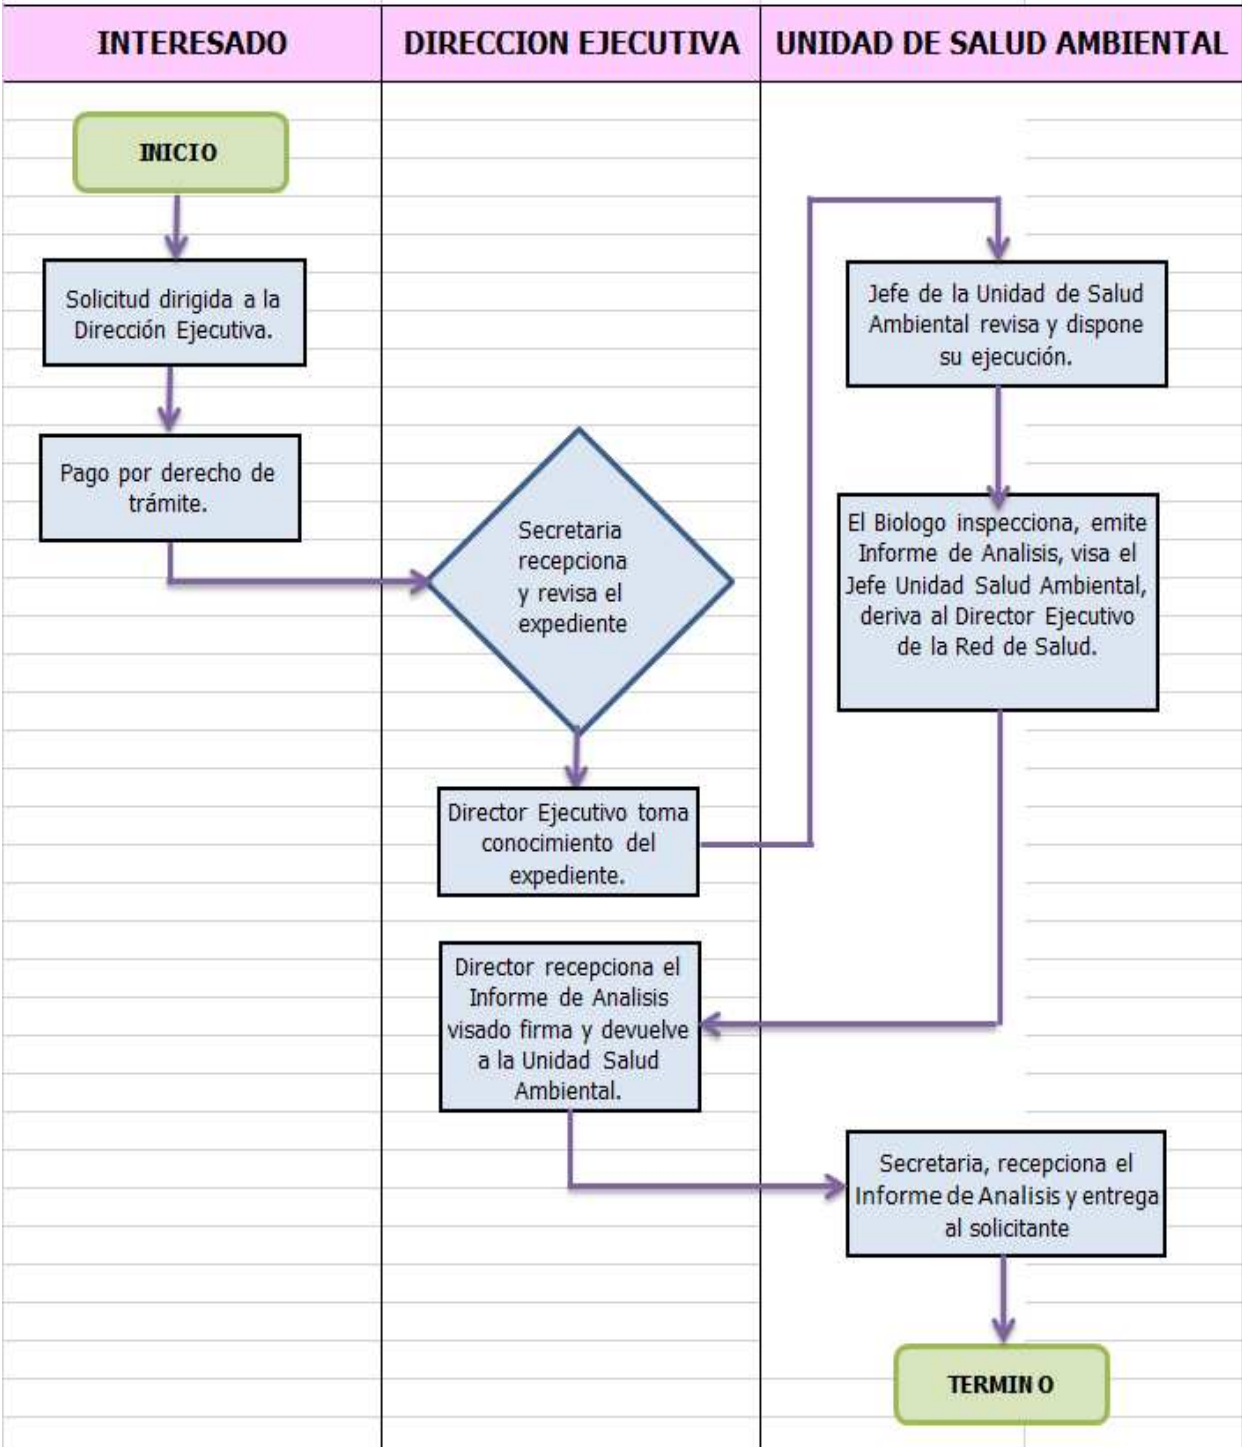 INTERESADO
DIRECCION EJECUTIVA
UNIDAD DE SALUD AMBIENTAL
INICIO
Solicitud dirigida a la
Dirección Ejecutiva.
Pago por derecho de
trámite.
Secretaria
recepciona
y revisa el
expediente
Director Ejecutivo toma
conocimiento del
expediente.
Jefe de la Unidad de Salud
Ambiental revisa y dispone
su ejecución.
El Biologo inspecciona, emite
Informe de Analisis, visa el
Jefe Unidad Salud Ambiental,
deriva al Director Ejecutivo
de la Red de Salud.
Director recepciona el
Informe de Analisis
visado firma y devuelve
a la Unidad Salud
Ambiental.
Secretaria, recepciona el
Informe de Analisis y entrega
al solicitante
TERMINO